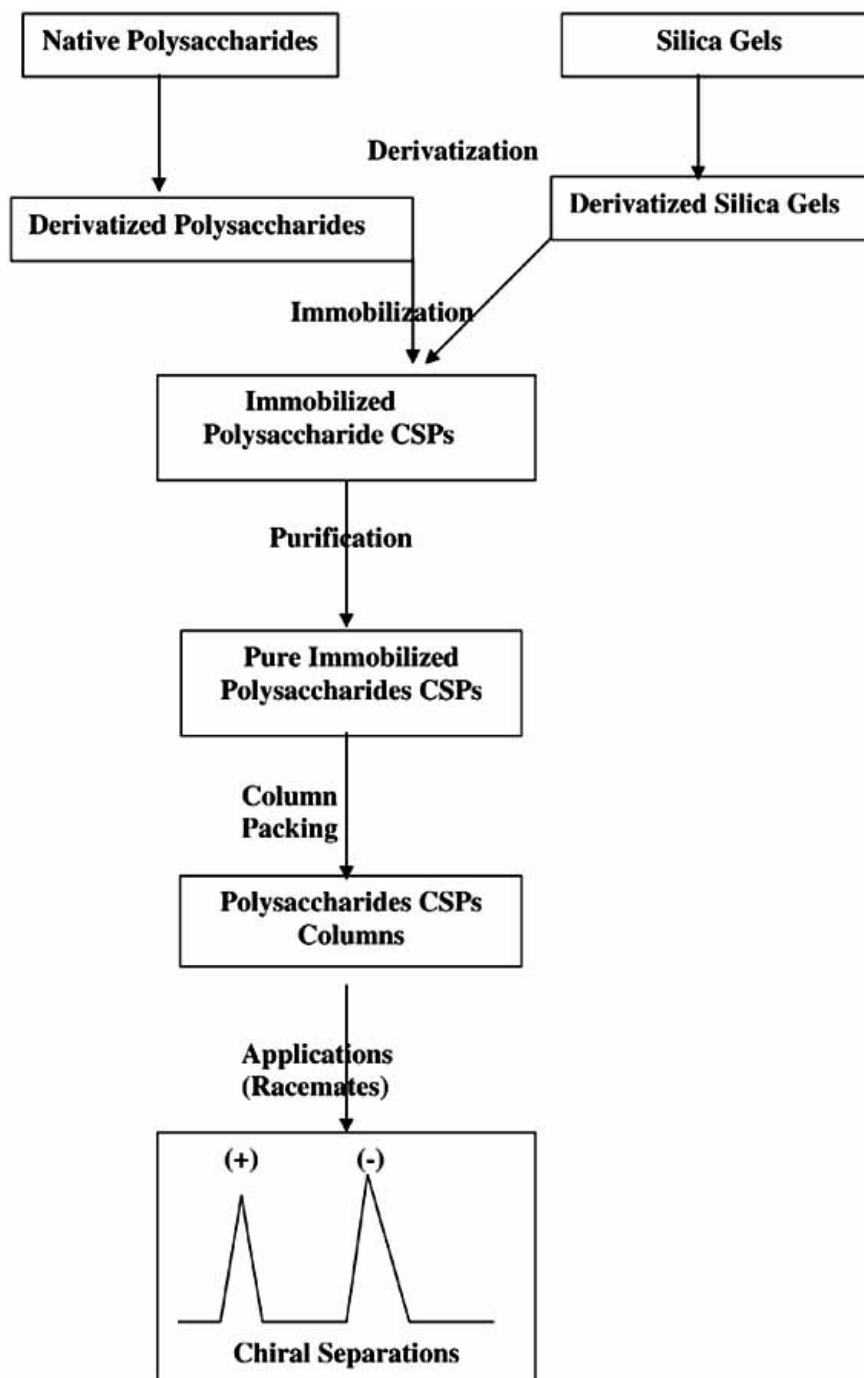 Native Polysaccharides
Silica Gels
Derivatization
Derivatized Polysaccharides
Derivatized Silica Gels
Immobilization
Immobilized
Polysaccharide CSPs
Purification
Pure Immobilized
Polysaccharides CSPs
Column
Packing
Polysaccharides CSPs
Columns
Applications
(Racemates)
(+)
(-)
Chiral Separations